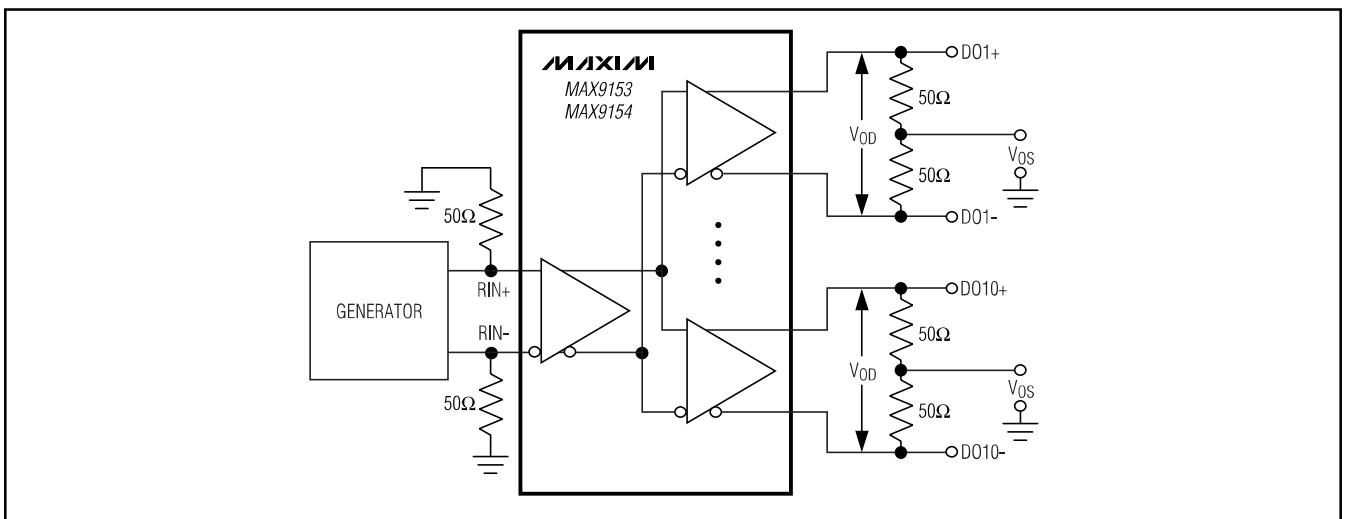 MAXIM
MAX9153
MAX9154
DO1+
50Ω
VOD
VOS
50Ω
DO1-
50Ω
GENERATOR
RIN+
RIN-
50Ω
DO10+
50Ω
VOD
VOS
50Ω
DO10-